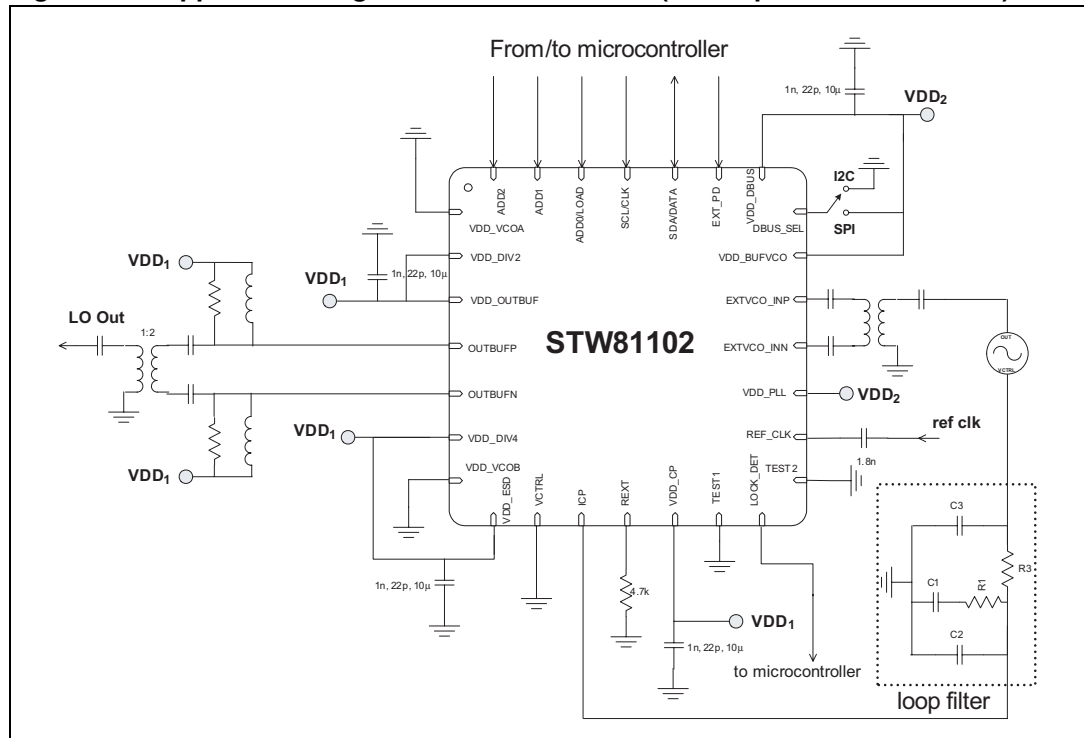 From/to microcontroller
1n, 22p, 10µ
VDD2
I2C
SPI
ADD2
ADD1
ADD0/LOAD
SCL/CLK
SDA/DATA
EXT_PD
VDD_DBUS
DBUS_SEL
VDD_VCOA
VDD_DIV2
VDD_BUFVCO
VDD1
1n, 22p, 10µ
VDD1
VDD_OUTBUF
EXTVCO_INP
LO Out
1:2
OUTBUFP
STW81102
EXTVCO_INN
OUT
VCTRL
OUTBUFN
VDD_PLL
VDD2
VDD1
VDD_DIV4
REF_CLK
ref clk
1.8n
VDD1
VDD_VCOB
TEST2
VDD_ESD
VCTRL
ICP
REXT
VDD_CP
TEST1
LOCK_DET
C3
R3
C1
R1
C2
1n, 22p, 10µ
4.7k
VDD1
1n, 22p, 10µ
to microcontroller
loop filter